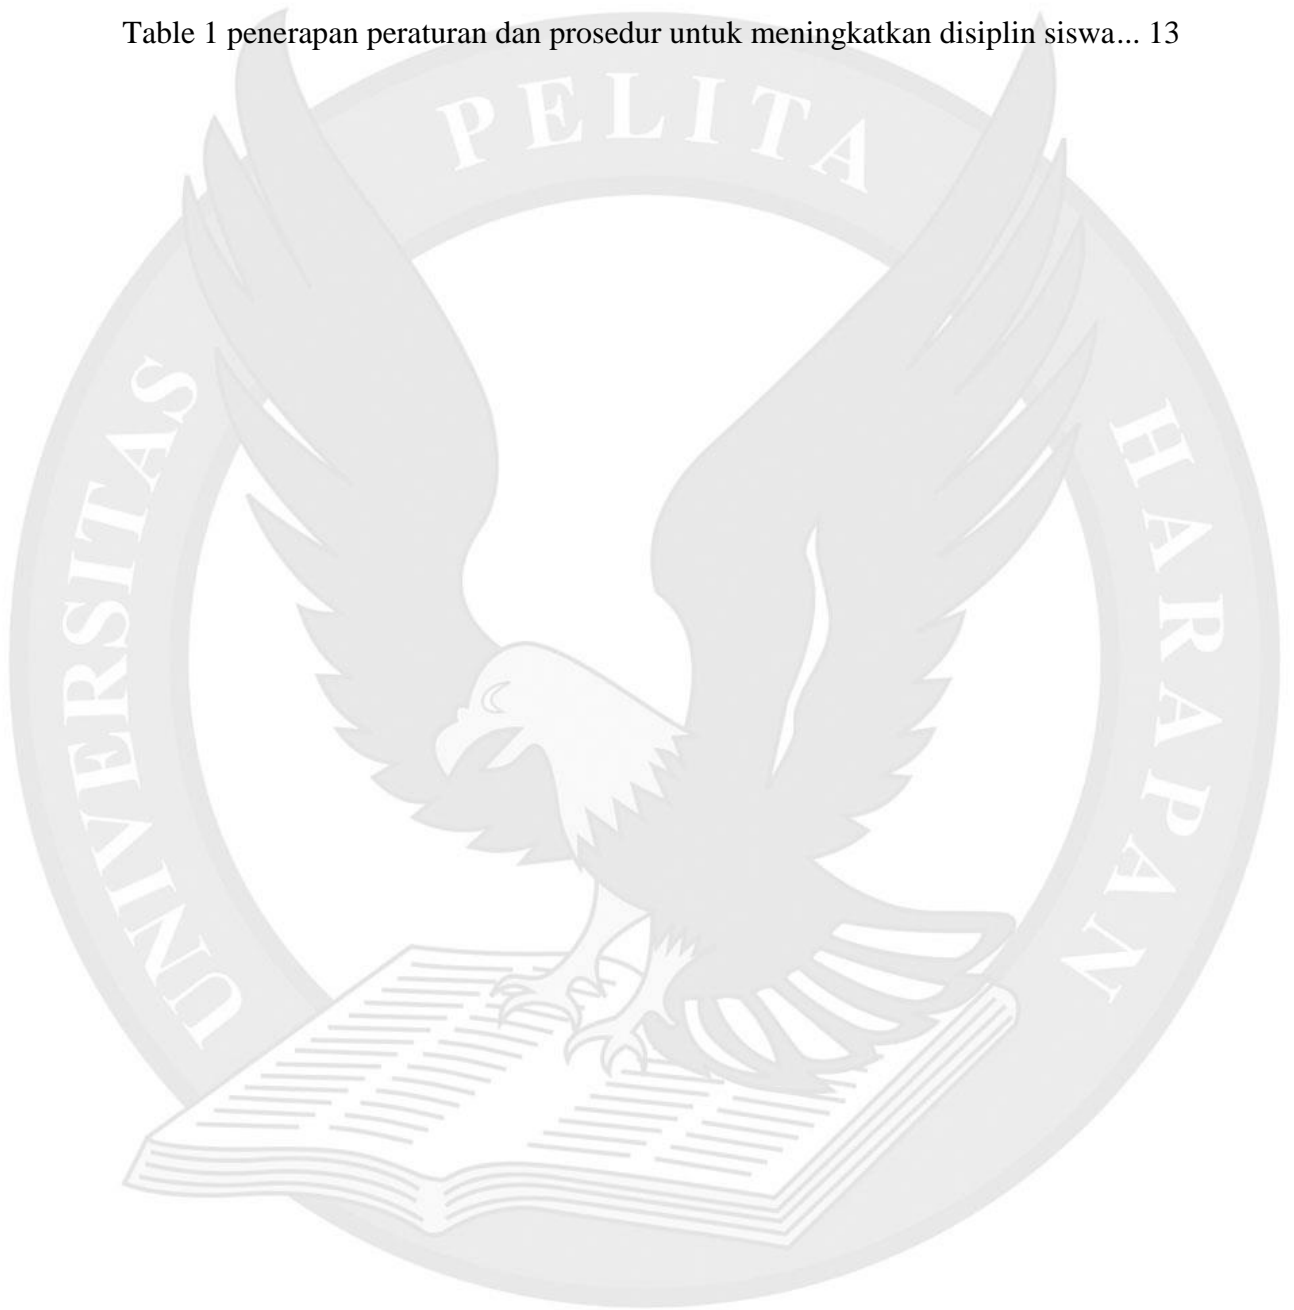 Table 1 penerapan peraturan dan prosedur untuk meningkatkan disiplin siswa... 13
UNIVERSITAS
PELITA
HARAPAN